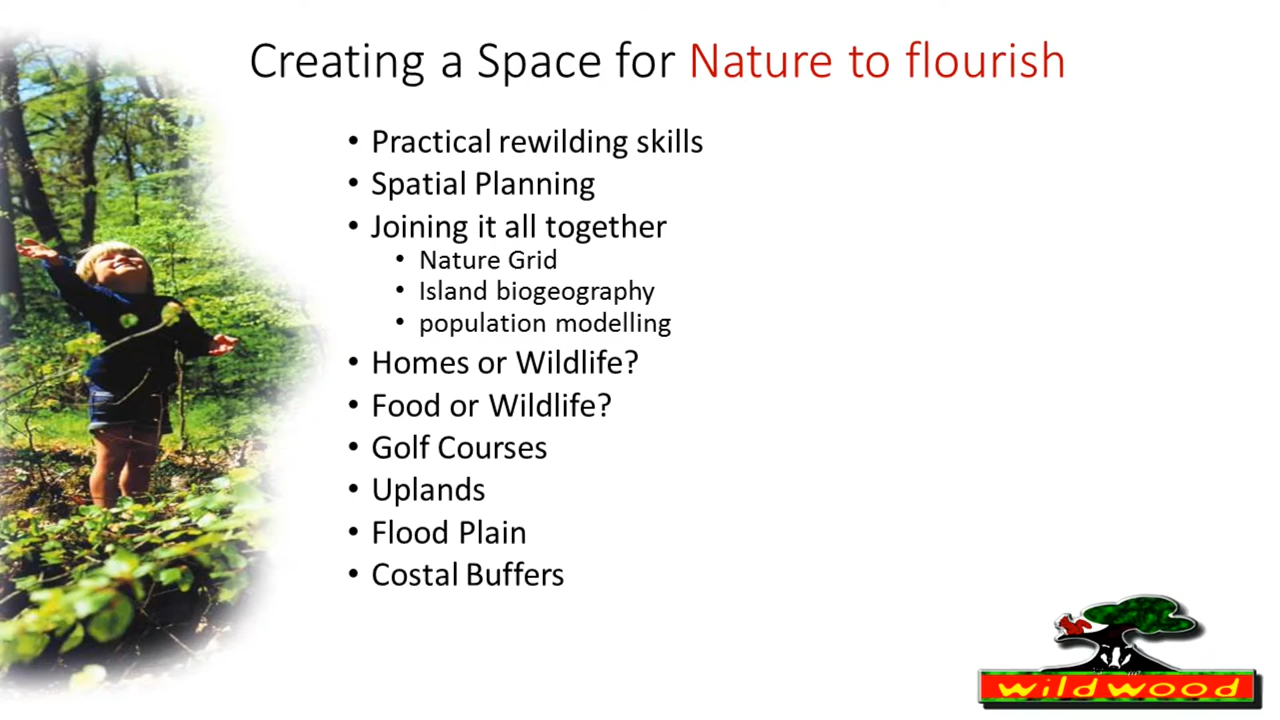 Creating a Space for Nature to flourish
• Practical rewilding skills
• Spatial Planning
• Joining it all together
• Nature Grid
• Island biogeography
• population modelling
• Homes or Wildlife?
• Food or Wildlife?
• Golf Courses
• Uplands
• Flood Plain
• Costal Buffers
wildwood